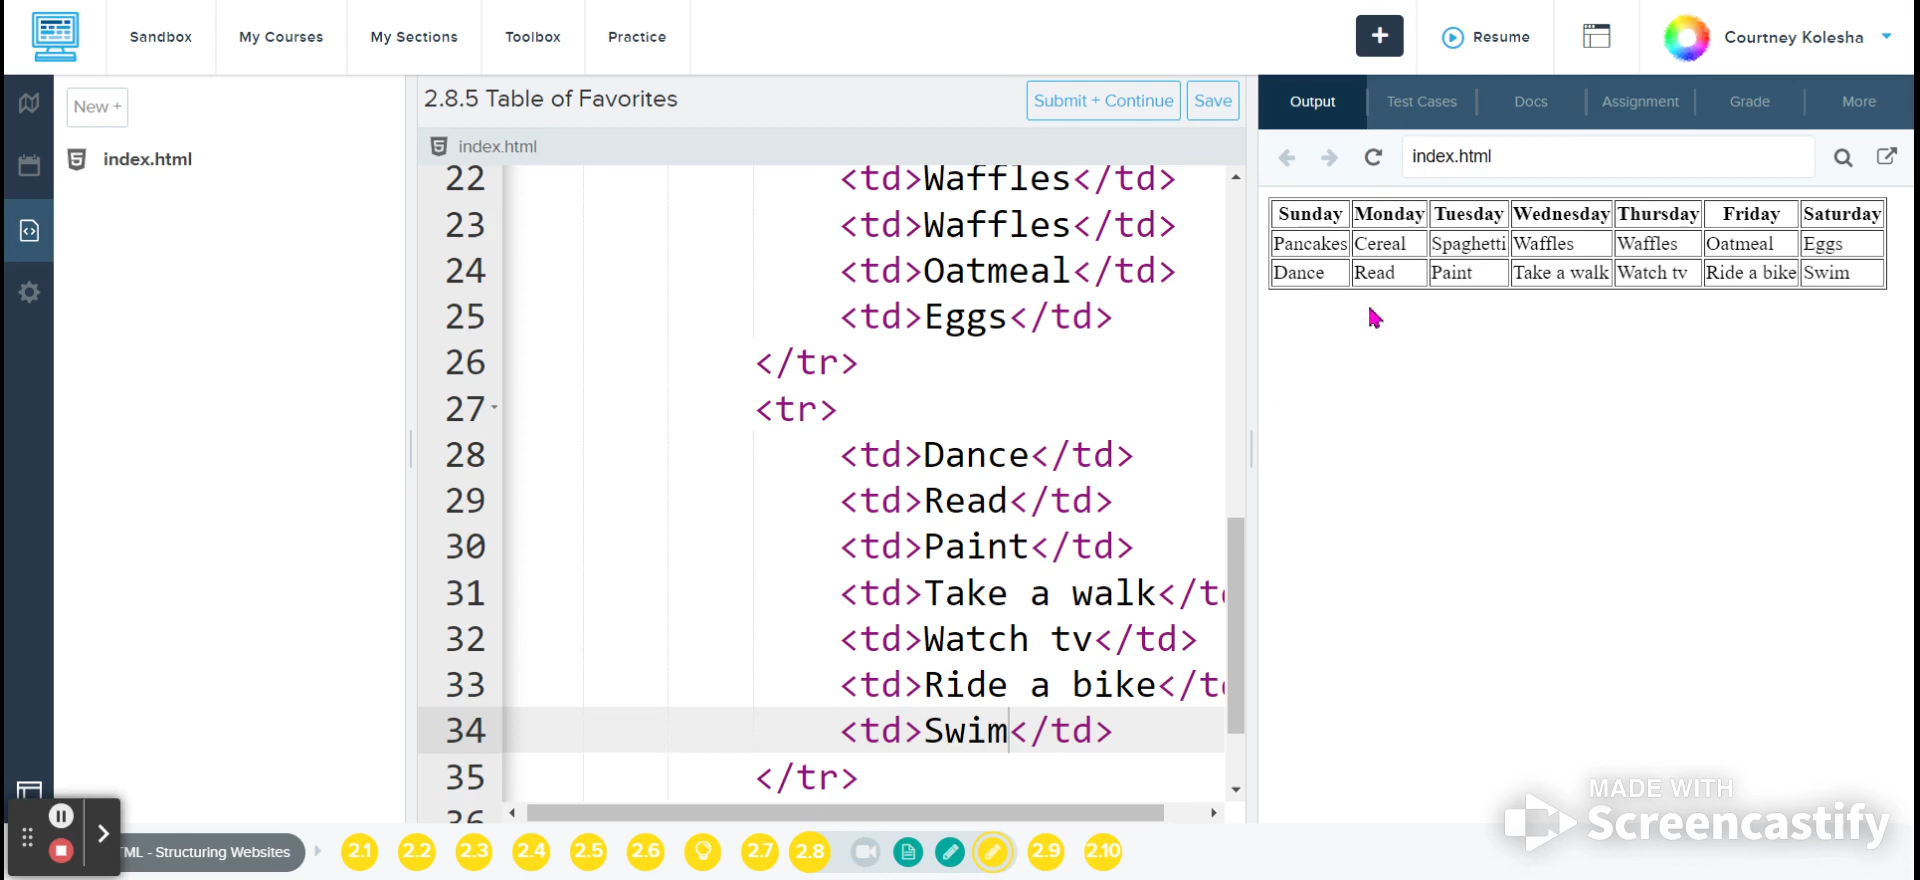 Sandbox
My Courses
My Sections
Toolbox
Practice
+
Resume
Courtney Kolesha
New +
index.html
2.8.5 Table of Favorites
Submit + Continue
Save
index.html
22 <td>Waffles</td>
23 <td>Waffles</td>
24 <td>Oatmeal</td>
25 <td>Eggs</td>
26 </tr>
27 <tr>
28 <td>Dance</td>
29 <td>Read</td>
30 <td>Paint</td>
31 <td>Take a walk</t
32 <td>Watch tv</td>
33 <td>Ride a bike</t
34 <td>Swim</td>
35 </tr>
36
Output
Test Cases
Docs
Assignment
Grade
More
index.html
Sunday Monday Tuesday Wednesday Thursday Friday Saturday
Pancakes Cereal Spaghetti Waffles Waffles Oatmeal Eggs
Dance Read Paint Take a walk Watch tv Ride a bike Swim
TML - Structuring Websites
2.1
2.2
2.3
2.4
2.5
2.6
2.7
2.8
2.9
2.10
MADE WITH
Screencastify